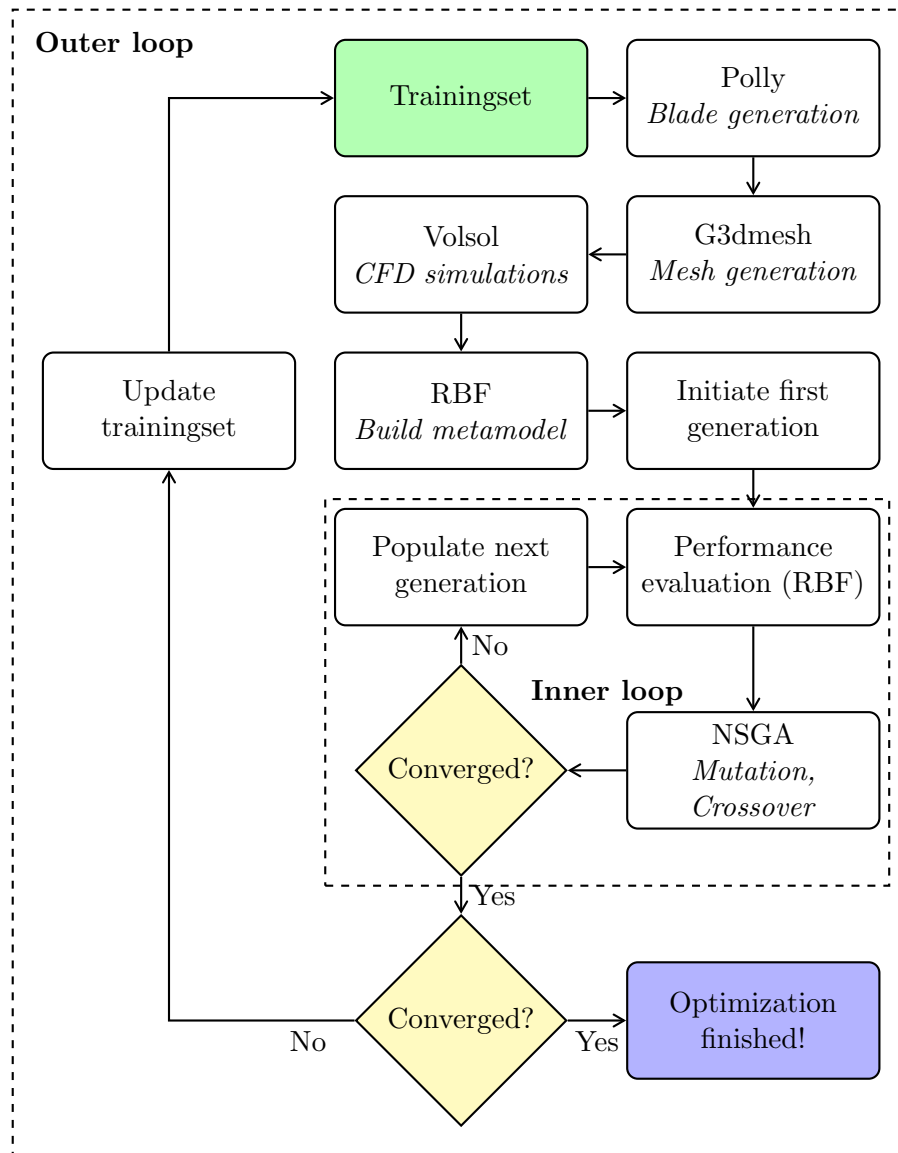 Outer loop
Trainingset
Polly
Blade generation
Volsol
CFD simulations
G3dmesh
Mesh generation
Update
trainingset
RBF
Build metamodel
Initiate first
generation
Populate next
generation
Performance
evaluation (RBF)
No
Inner loop
Converged?
NSGA
Mutation,
Crossover
Yes
Converged?
No
Yes
Optimization
finished!